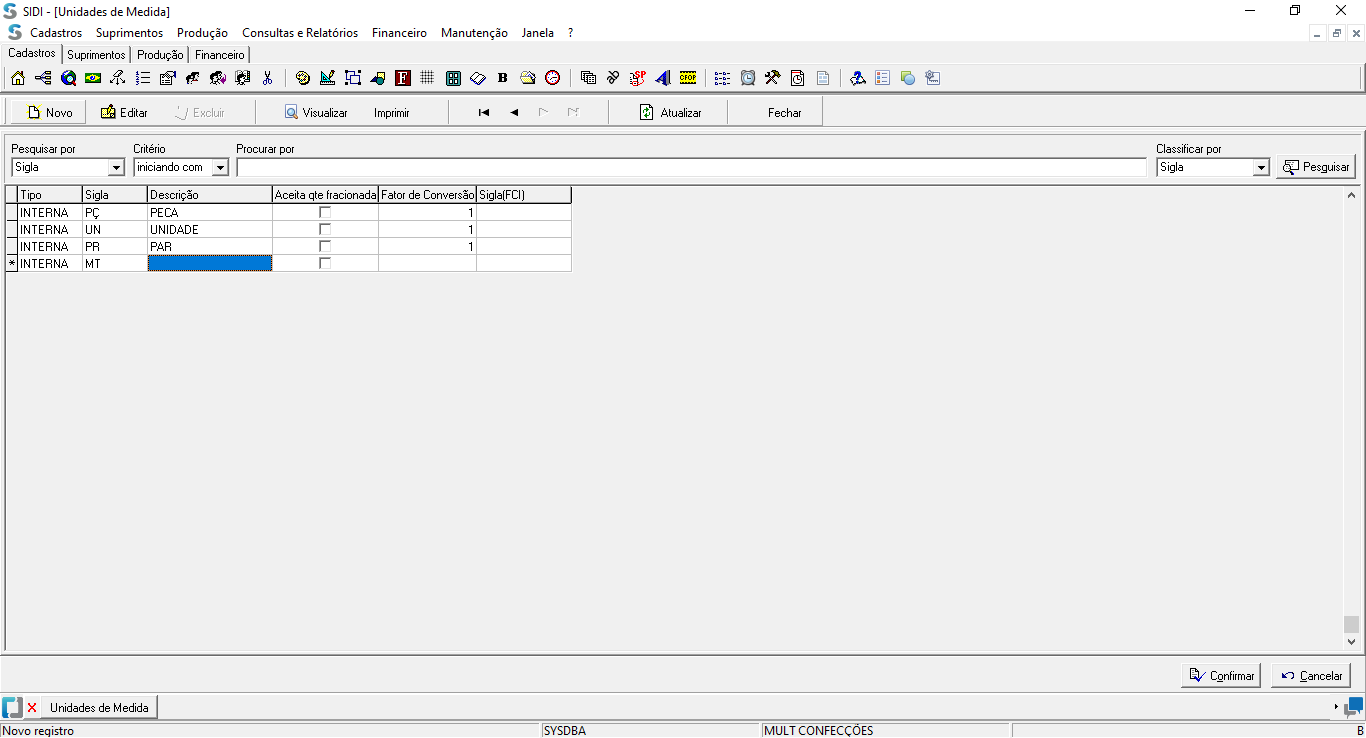 SIDI - [Unidades de Medida]
Cadastros Suprimentos Produção Consultas e Relatórios Financeiro Manutenção Janela ?
Cadastros Suprimentos Produção Financeiro
F B SP CFOP
Novo Editar Excluir Visualizar Imprimir Atualizar Fechar
Pesquisar por Critério Procurar por Classificar por
Sigla iniciando com Sigla Pesquisar
Tipo Sigla Descrição Aceita qte fracionada Fator de Conversão Sigla(FCI)
INTERNA PÇ PECA 1
INTERNA UN UNIDADE 1
INTERNA PR PAR 1
* INTERNA MT
Confirmar Cancelar
Unidades de Medida
Novo registro SYSDBA MULT CONFECÇÕES B